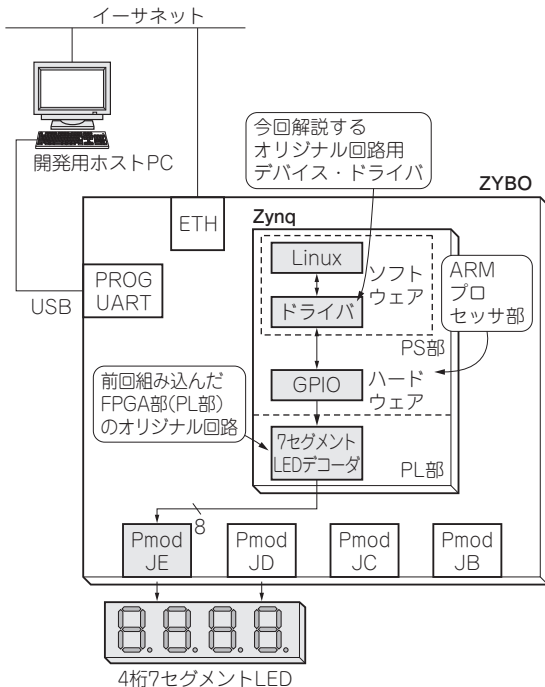 イーサネット
開発用ホストPC
今回解説する
オリジナル回路用
デバイス・ドライバ
ZYBO
ETH
Zynq
Linux
ソフト
ウェア
ドライバ
PS部
ARM
プロ
セッサ部
USB
PROG
UART
GPIO
ハード
ウェア
前回組み込んだ
FPGA部(PL部)
のオリジナル回路
7セグメント
LEDデコーダ
PL部
8
Pmod
JE
Pmod
JD
Pmod
JC
Pmod
JB
8.8.8.8.
4桁7セグメントLED